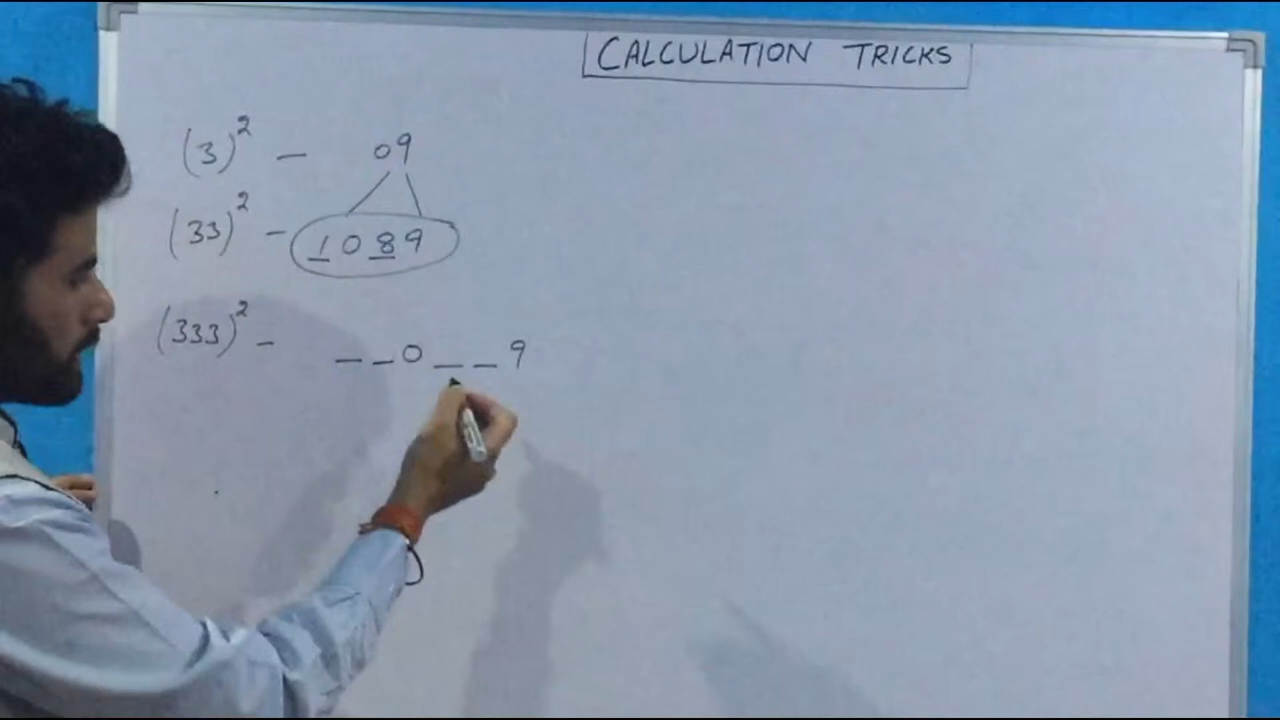 CALCULATION TRICKS
(3)² - 09
(33)² - 1089
(333)² - _ _ 0 _ _ 9